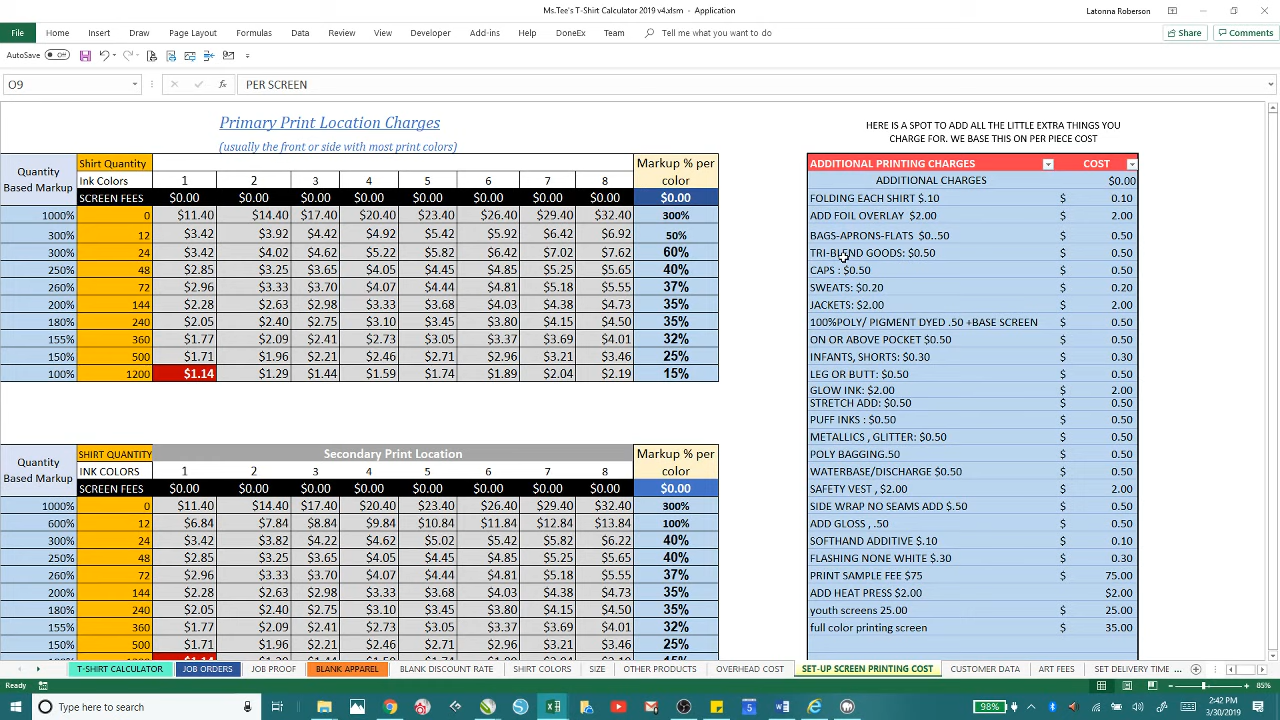 Ms.Tee's T-Shirt Calculator 2019 v4.xlsm - Application
Latonna Roberson
File Home Insert Draw Page Layout Formulas Data Review View Developer Add-ins Help DoneEx Team Tell me what you want to do Share Comments
AutoSave Off
O9 fx PER SCREEN
Primary Print Location Charges
(usually the front or side with most print colors)
HERE IS A SPOT TO ADD ALL THE LITTLE EXTRA THINGS YOU
CHARGE FOR. WE BASE THIS ON PER PIECE COST
Quantity Based Markup
Shirt Quantity
Markup % per color
Ink Colors 1 2 3 4 5 6 7 8
SCREEN FEES $0.00 $0.00 $0.00 $0.00 $0.00 $0.00 $0.00 $0.00 $0.00
1000% 0 $11.40 $14.40 $17.40 $20.40 $23.40 $26.40 $29.40 $32.40 300%
300% 12 $3.42 $3.92 $4.42 $4.92 $5.42 $5.92 $6.42 $6.92 50%
300% 24 $3.42 $4.02 $4.62 $5.22 $5.82 $6.42 $7.02 $7.62 60%
250% 48 $2.85 $3.25 $3.65 $4.05 $4.45 $4.85 $5.25 $5.65 40%
260% 72 $2.96 $3.33 $3.70 $4.07 $4.44 $4.81 $5.18 $5.55 37%
200% 144 $2.28 $2.63 $2.98 $3.33 $3.68 $4.03 $4.38 $4.73 35%
180% 240 $2.05 $2.40 $2.75 $3.10 $3.45 $3.80 $4.15 $4.50 35%
155% 360 $1.77 $2.09 $2.41 $2.73 $3.05 $3.37 $3.69 $4.01 32%
150% 500 $1.71 $1.96 $2.21 $2.46 $2.71 $2.96 $3.21 $3.46 25%
100% 1200 $1.14 $1.29 $1.44 $1.59 $1.74 $1.89 $2.04 $2.19 15%
Quantity Based Markup
SHIRT QUANTITY Secondary Print Location
Markup % per color
INK COLORS 1 2 3 4 5 6 7 8
SCREEN FEES $0.00 $0.00 $0.00 $0.00 $0.00 $0.00 $0.00 $0.00 $0.00
1000% 0 $11.40 $14.40 $17.40 $20.40 $23.40 $26.40 $29.40 $32.40 300%
600% 12 $6.84 $7.84 $8.84 $9.84 $10.84 $11.84 $12.84 $13.84 100%
300% 24 $3.42 $3.82 $4.22 $4.62 $5.02 $5.42 $5.82 $6.22 40%
250% 48 $2.85 $3.25 $3.65 $4.05 $4.45 $4.85 $5.25 $5.65 40%
260% 72 $2.96 $3.33 $3.70 $4.07 $4.44 $4.81 $5.18 $5.55 37%
200% 144 $2.28 $2.63 $2.98 $3.33 $3.68 $4.03 $4.38 $4.73 35%
180% 240 $2.05 $2.40 $2.75 $3.10 $3.45 $3.80 $4.15 $4.50 35%
155% 360 $1.77 $2.09 $2.41 $2.73 $3.05 $3.37 $3.69 $4.01 32%
150% 500 $1.71 $1.96 $2.21 $2.46 $2.71 $2.96 $3.21 $3.46 25%
ADDITIONAL PRINTING CHARGES COST
ADDITIONAL CHARGES $0.00
FOLDING EACH SHIRT $.10 $ 0.10
ADD FOIL OVERLAY $2.00 $ 2.00
BAGS-APRONS-FLATS $0..50 $ 0.50
TRI-BLEND GOODS: $0.50 $ 0.50
CAPS : $0.50 $ 0.50
SWEATS: $0.20 $ 0.20
JACKETS: $2.00 $ 2.00
100%POLY/ PIGMENT DYED .50 +BASE SCREEN $ 0.50
ON OR ABOVE POCKET $0.50 $ 0.50
INFANTS, SHORTS: $0.30 $ 0.30
LEG OR BUTT: $0.50 $ 0.50
GLOW INK: $2.00 $ 2.00
STRETCH ADD: $0.50 $ 0.50
PUFF INKS : $0.50 $ 0.50
METALLICS , GLITTER: $0.50 $ 0.50
POLY BAGGING.50 $ 0.50
WATERBASE/DISCHARGE $0.50 $ 0.50
SAFETY VEST , $2.00 $ 2.00
SIDE WRAP NO SEAMS ADD $.50 $ 0.50
ADD GLOSS , .50 $ 0.50
SOFTHAND ADDITIVE $.10 $ 0.10
FLASHING NONE WHITE $.30 $ 0.30
PRINT SAMPLE FEE $75 $ 75.00
ADD HEAT PRESS $2.00 $2.00
youth screens 25.00 $ 25.00
full color printing screen $ 35.00
T-SHIRT CALCULATOR JOB ORDERS JOB PROOF BLANK APPAREL BLANK DISCOUNT RATE SHIRT COLORS SIZE OTHER PRODUCTS OVERHEAD COST SET-UP SCREEN PRINTING COST CUSTOMER DATA ART FEES SET DELIVERY TIME ...
Ready 85%
Type here to search 98% 2:42 PM
3/30/2019